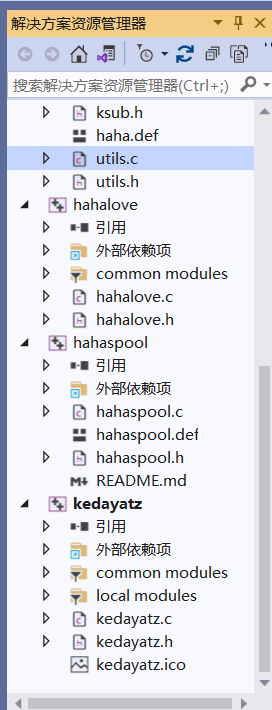 解决方案资源管理器
搜索解决方案资源管理器(Ctrl+;)
ksub.h
haha.def
utils.c
utils.h
hahalove
引用
外部依赖项
common modules
hahalove.c
hahalove.h
hahaspool
引用
外部依赖项
hahaspool.c
hahaspool.def
hahaspool.h
README.md
kedayatz
引用
外部依赖项
common modules
local modules
kedayatz.c
kedayatz.h
kedayatz.ico